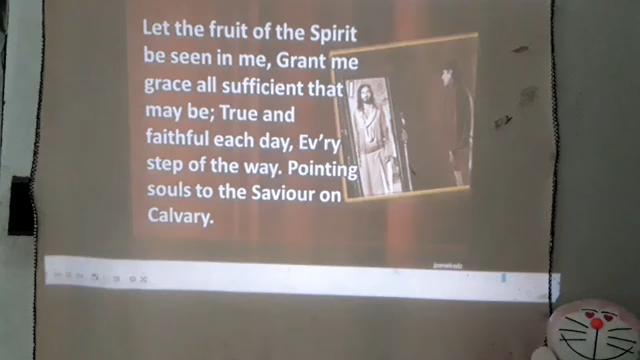 Let the fruit of the Spirit
be seen in me, Grant me
grace all sufficient that I
may be; True and
faithful each day, Ev'ry
step of the way. Pointing
souls to the Saviour on
Calvary.